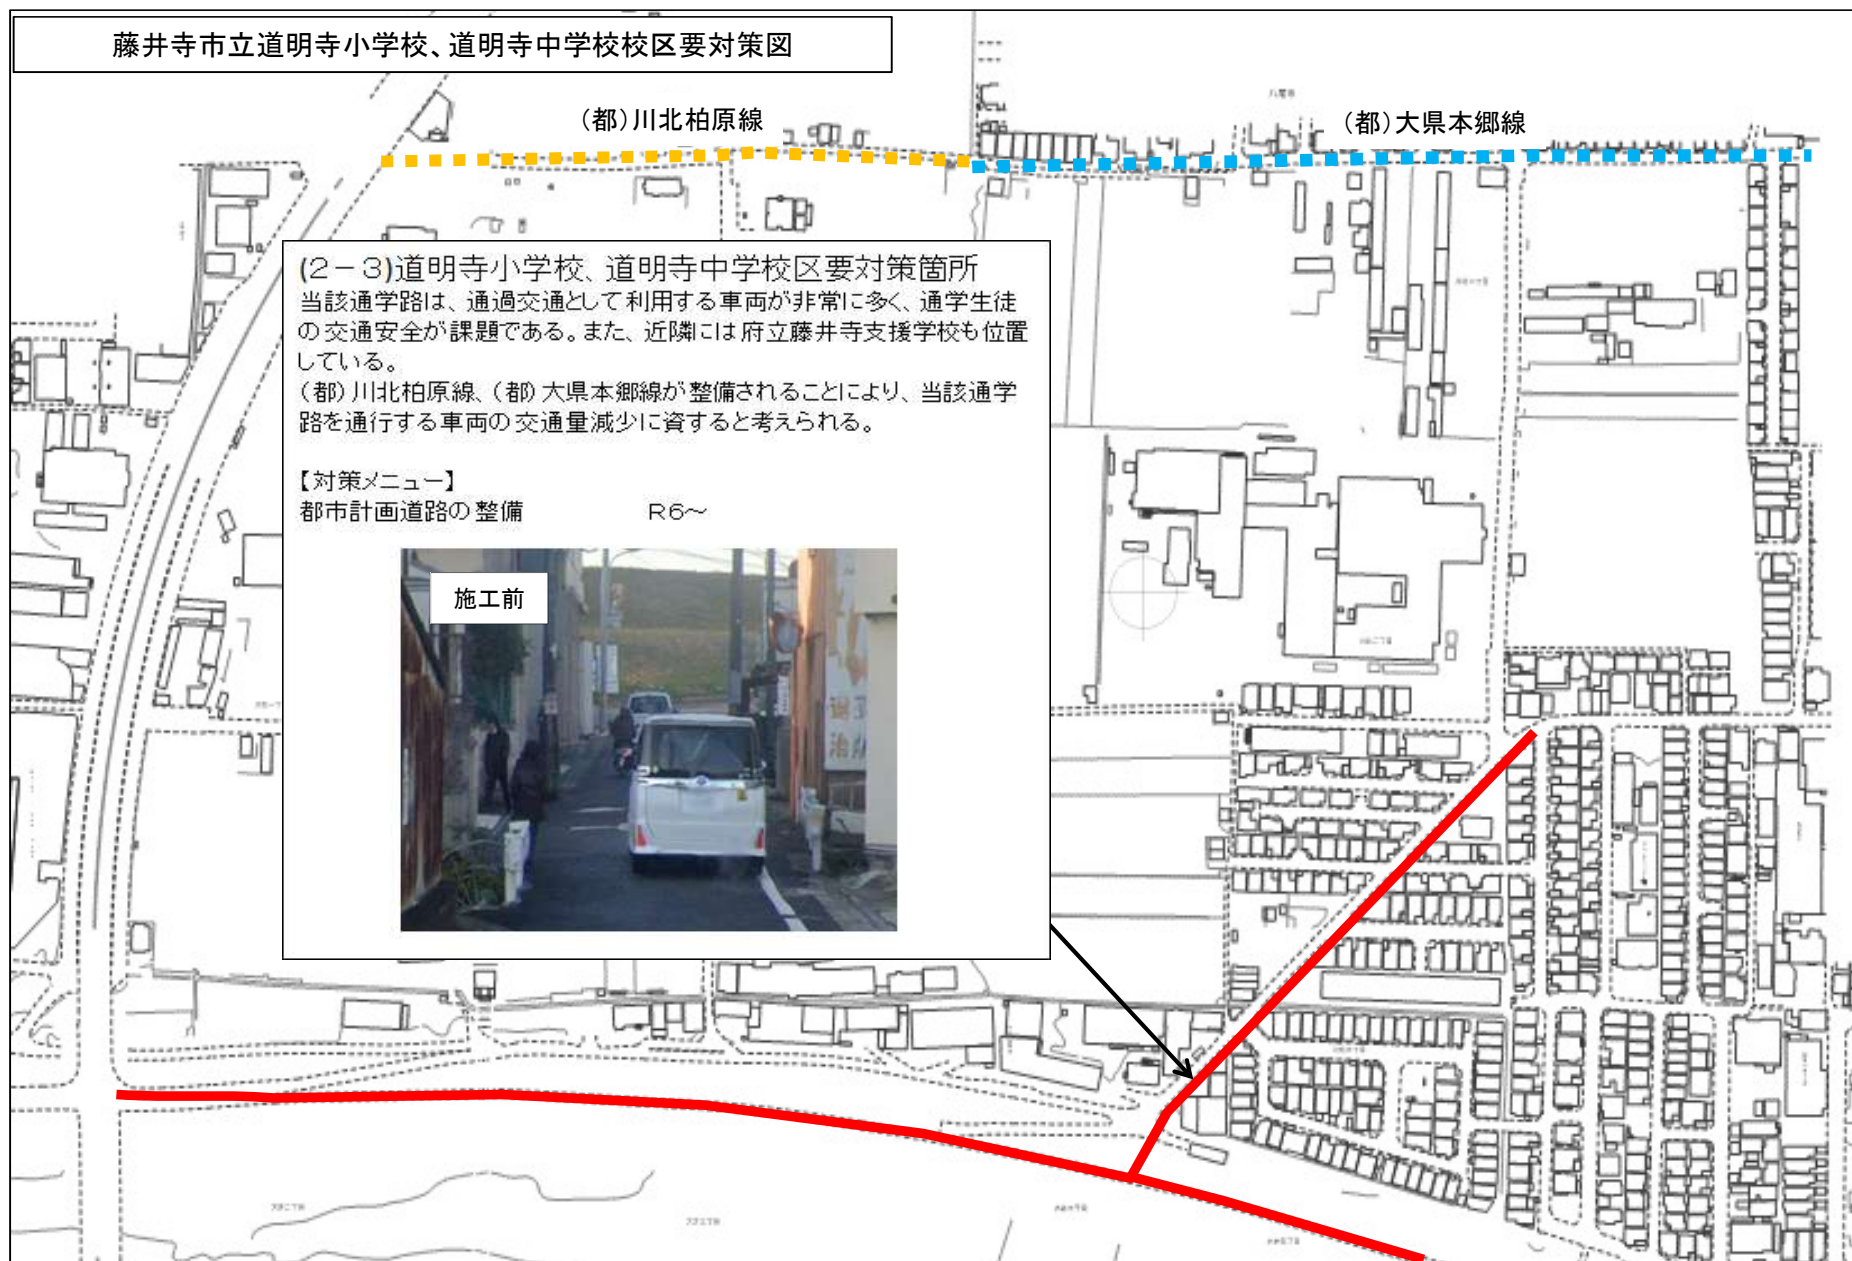 藤井寺市立道明寺小学校、道明寺中学校校区要対策図
(都)川北柏原線
(都)大県本郷線
(2-3)道明寺小学校、道明寺中学校区要対策箇所
当該通学路は、通過交通として利用する車両が非常に多く、通学生徒
の交通安全が課題である。また、近隣には府立藤井寺支援学校も位置
している。
(都)川北柏原線、(都)大県本郷線が整備されることにより、当該通学
路を通行する車両の交通量減少に資すると考えられる。
【対策メニュー】
都市計画道路の整備 R6～
施工前